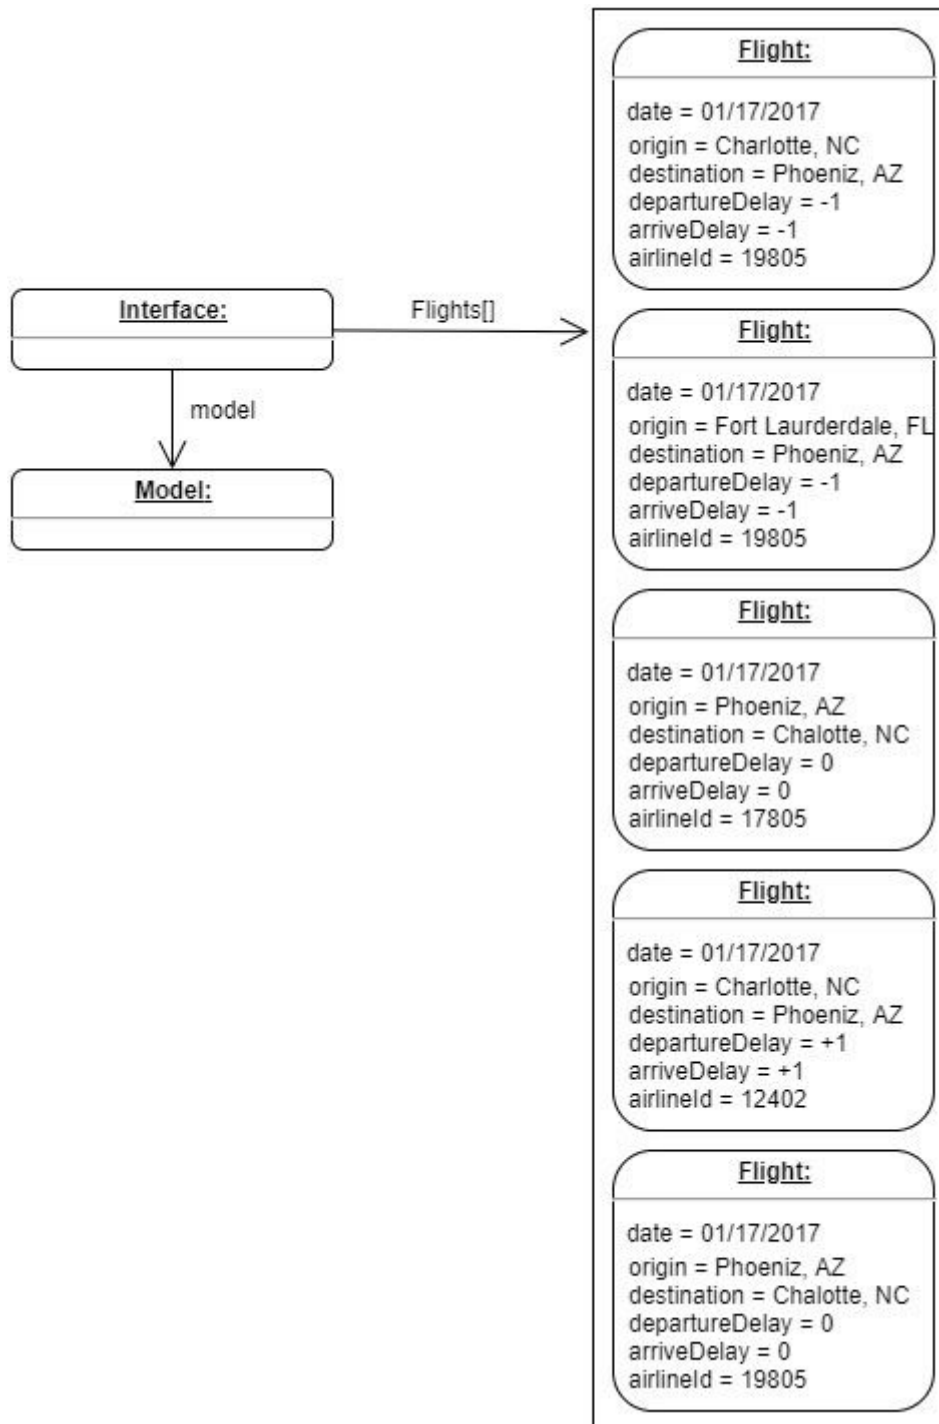 Flight:
date = 01/17/2017
origin = Charlotte, NC
destination = Phoeniz, AZ
departureDelay = -1
arriveDelay = -1
airlineId = 19805
Interface:
Flights[]
model
Model:
Flight:
date = 01/17/2017
origin = Fort Laurderdale, FL
destination = Phoeniz, AZ
departureDelay = -1
arriveDelay = -1
airlineId = 19805
Flight:
date = 01/17/2017
origin = Phoeniz, AZ
destination = Chalotte, NC
departureDelay = 0
arriveDelay = 0
airlineId = 17805
Flight:
date = 01/17/2017
origin = Charlotte, NC
destination = Phoeniz, AZ
departureDelay = +1
arriveDelay = +1
airlineId = 12402
Flight:
date = 01/17/2017
origin = Phoeniz, AZ
destination = Chalotte, NC
departureDelay = 0
arriveDelay = 0
airlineId = 19805